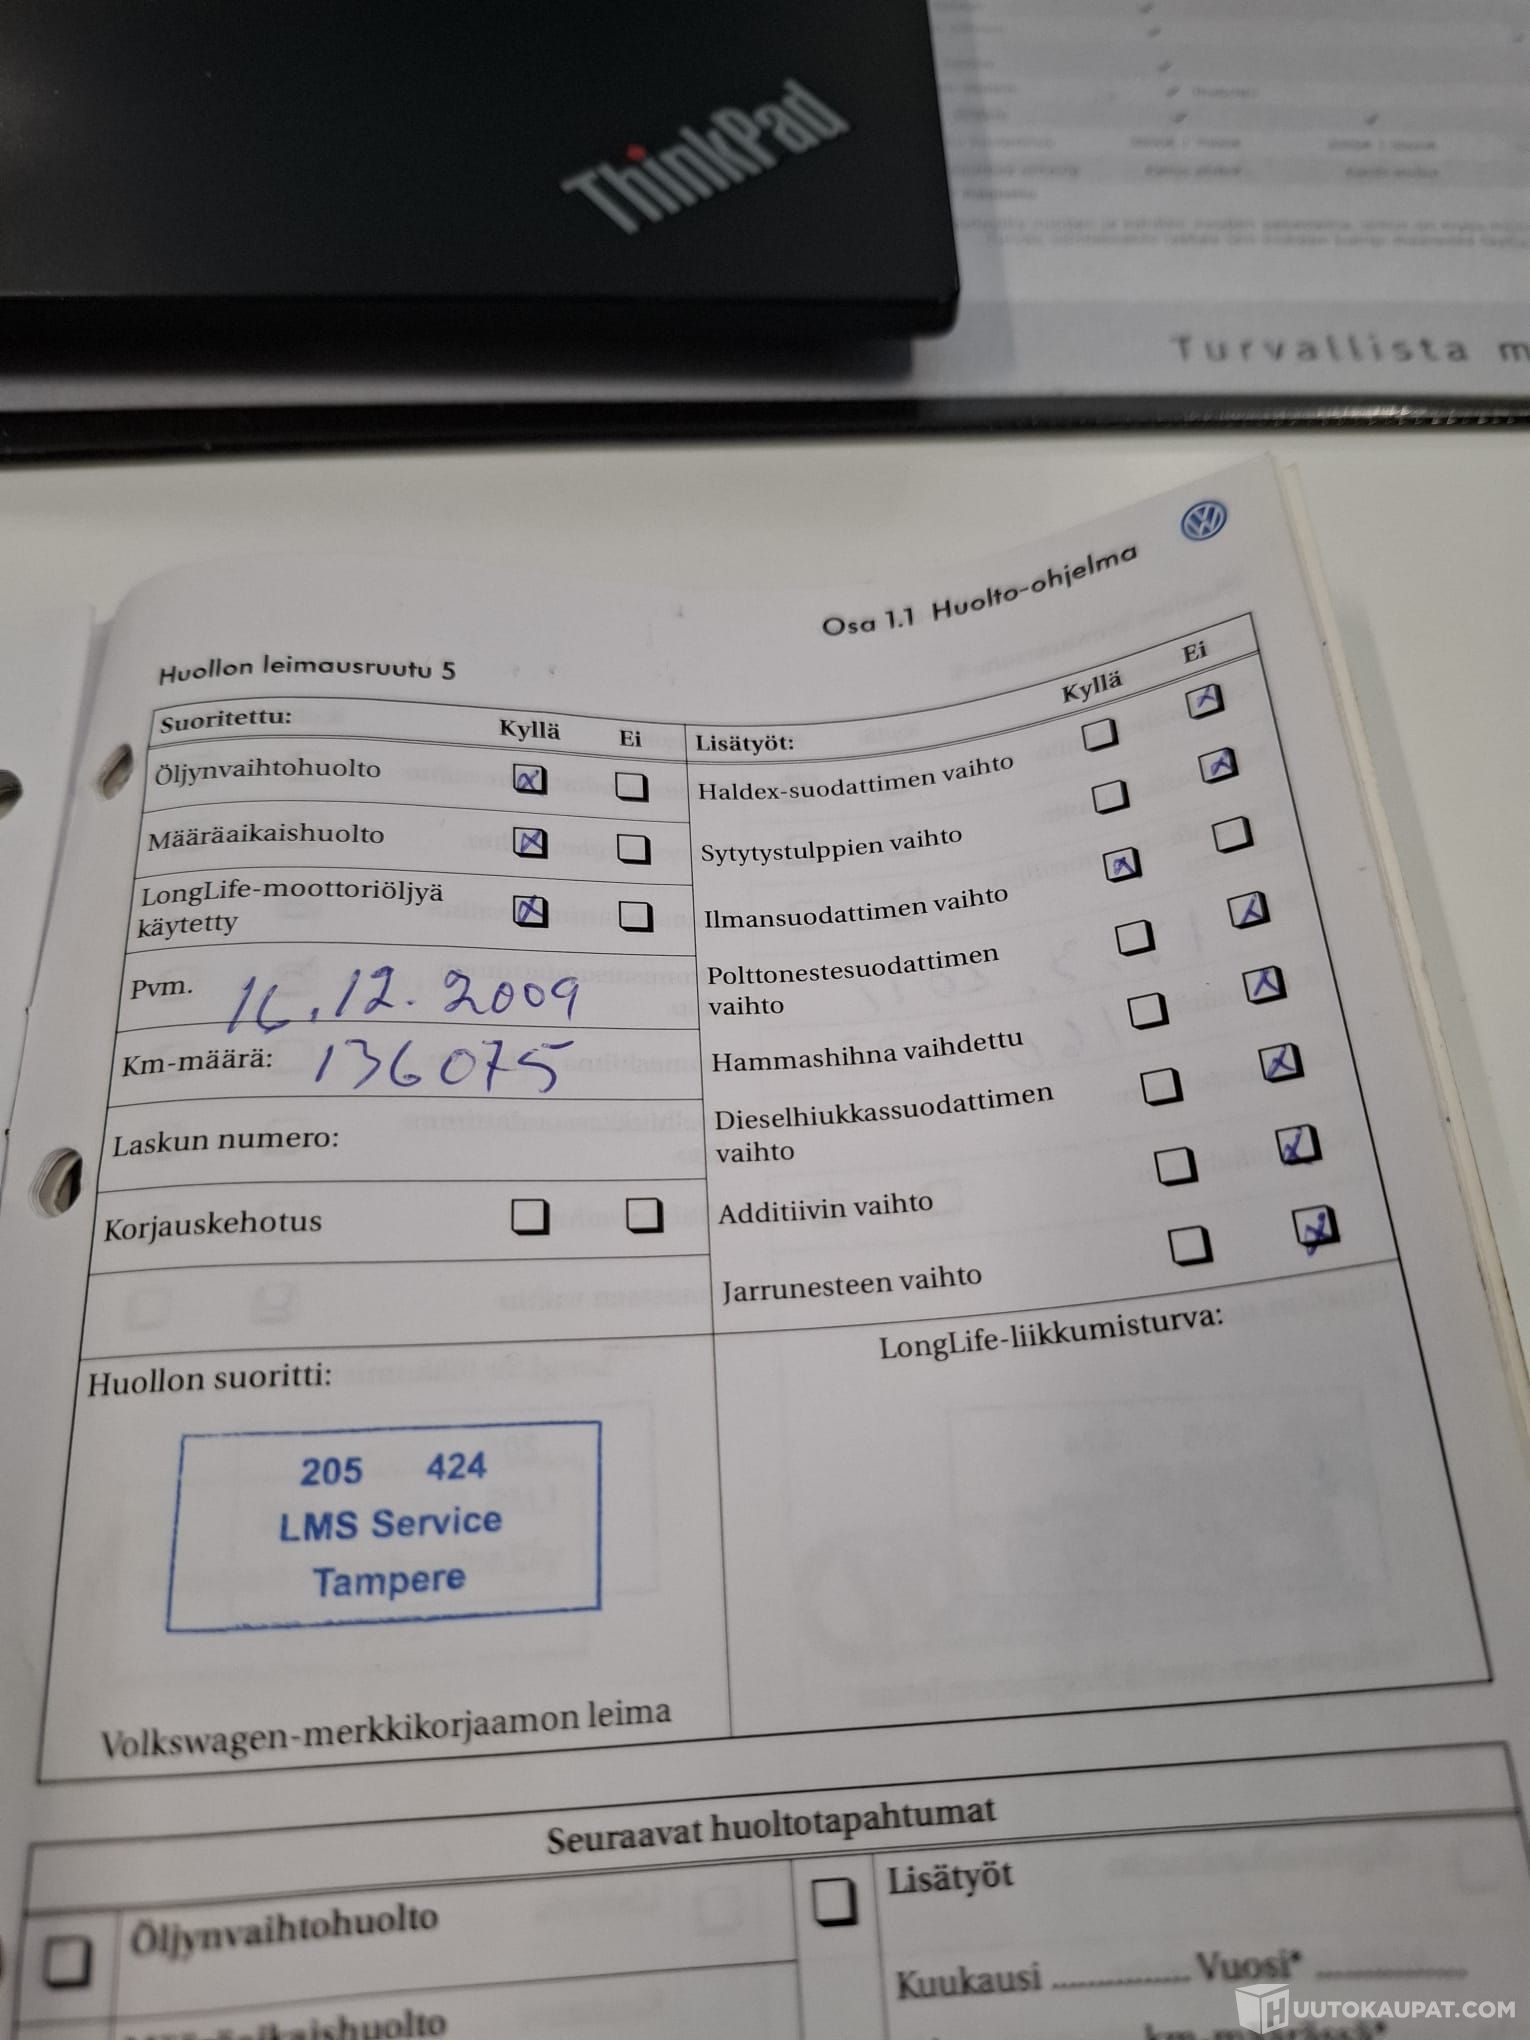 ThinkPad
Turvallista m
Osa 1.1 Huolto-ohjelma
Huollon leimausruutu 5
Suoritettu: Kyllä Ei
Öljynvaihtohuolto
Määräaikaishuolto
LongLife-moottoriöljyä
käytetty
Pvm. 16.12.2009
Km-määrä: 136075
Laskun numero:
Korjauskehotus
Lisätyöt: Kyllä Ei
Haldex-suodattimen vaihto
Sytytystulppien vaihto
Ilmansuodattimen vaihto
Polttonestesuodattimen
vaihto
Hammashihna vaihdettu
Dieselhiukkassuodattimen
vaihto
Additiivin vaihto
Jarrunesteen vaihto
Huollon suoritti:
205 424
LMS Service
Tampere
Volkswagen-merkkikorjaamon leima
LongLife-liikkumisturva:
Seuraavat huoltotapahtumat
Öljynvaihtohuolto
Lisätyöt
Kuukausi .............. Vuosi* ...............
HUUTOKAUPAT.COM